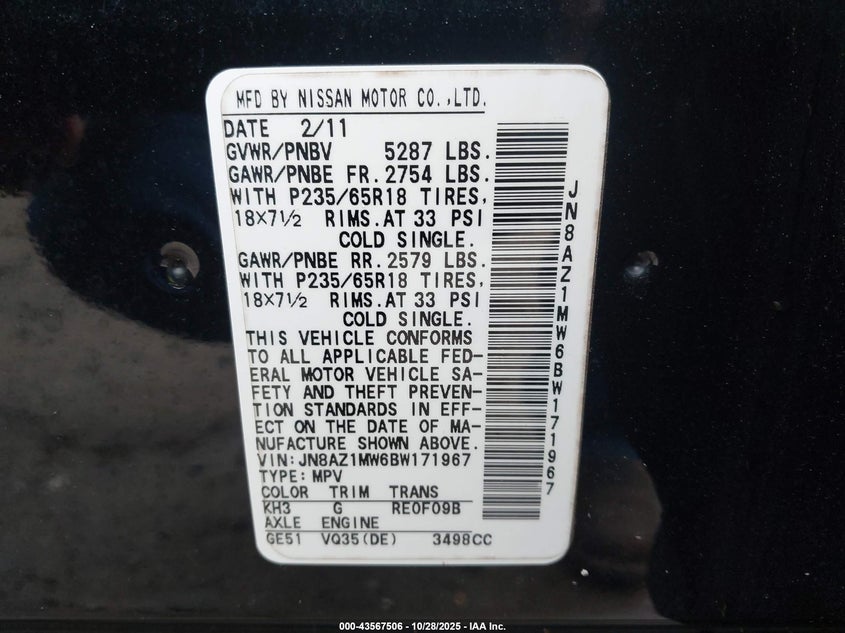 MFD BY NISSAN MOTOR CO.,LTD.
DATE 2/11
GVWR/PNBV 5287 LBS.
GAWR/PNBE FR. 2754 LBS.
WITH P235/65R18 TIRES,
18×7½ RIMS.AT 33 PSI
COLD SINGLE.
GAWR/PNBE RR. 2579 LBS.
WITH P235/65R18 TIRES,
18×7½ RIMS.AT 33 PSI
COLD SINGLE.
THIS VEHICLE CONFORMS
TO ALL APPLICABLE FED-
ERAL MOTOR VEHICLE SA-
FETY AND THEFT PREVEN-
TION STANDARDS IN EFF-
ECT ON THE DATE OF MA-
NUFACTURE SHOWN ABOVE.
VIN:JN8AZ1MW6BW171967
TYPE:MPV
COLOR TRIM TRANS
KH3 G RE0F09B
AXLE ENGINE
GE51 VQ35(DE) 3498CC
JN8AZ1MW6BW171967
000-43567506 - 10/28/2025 - IAA Inc.